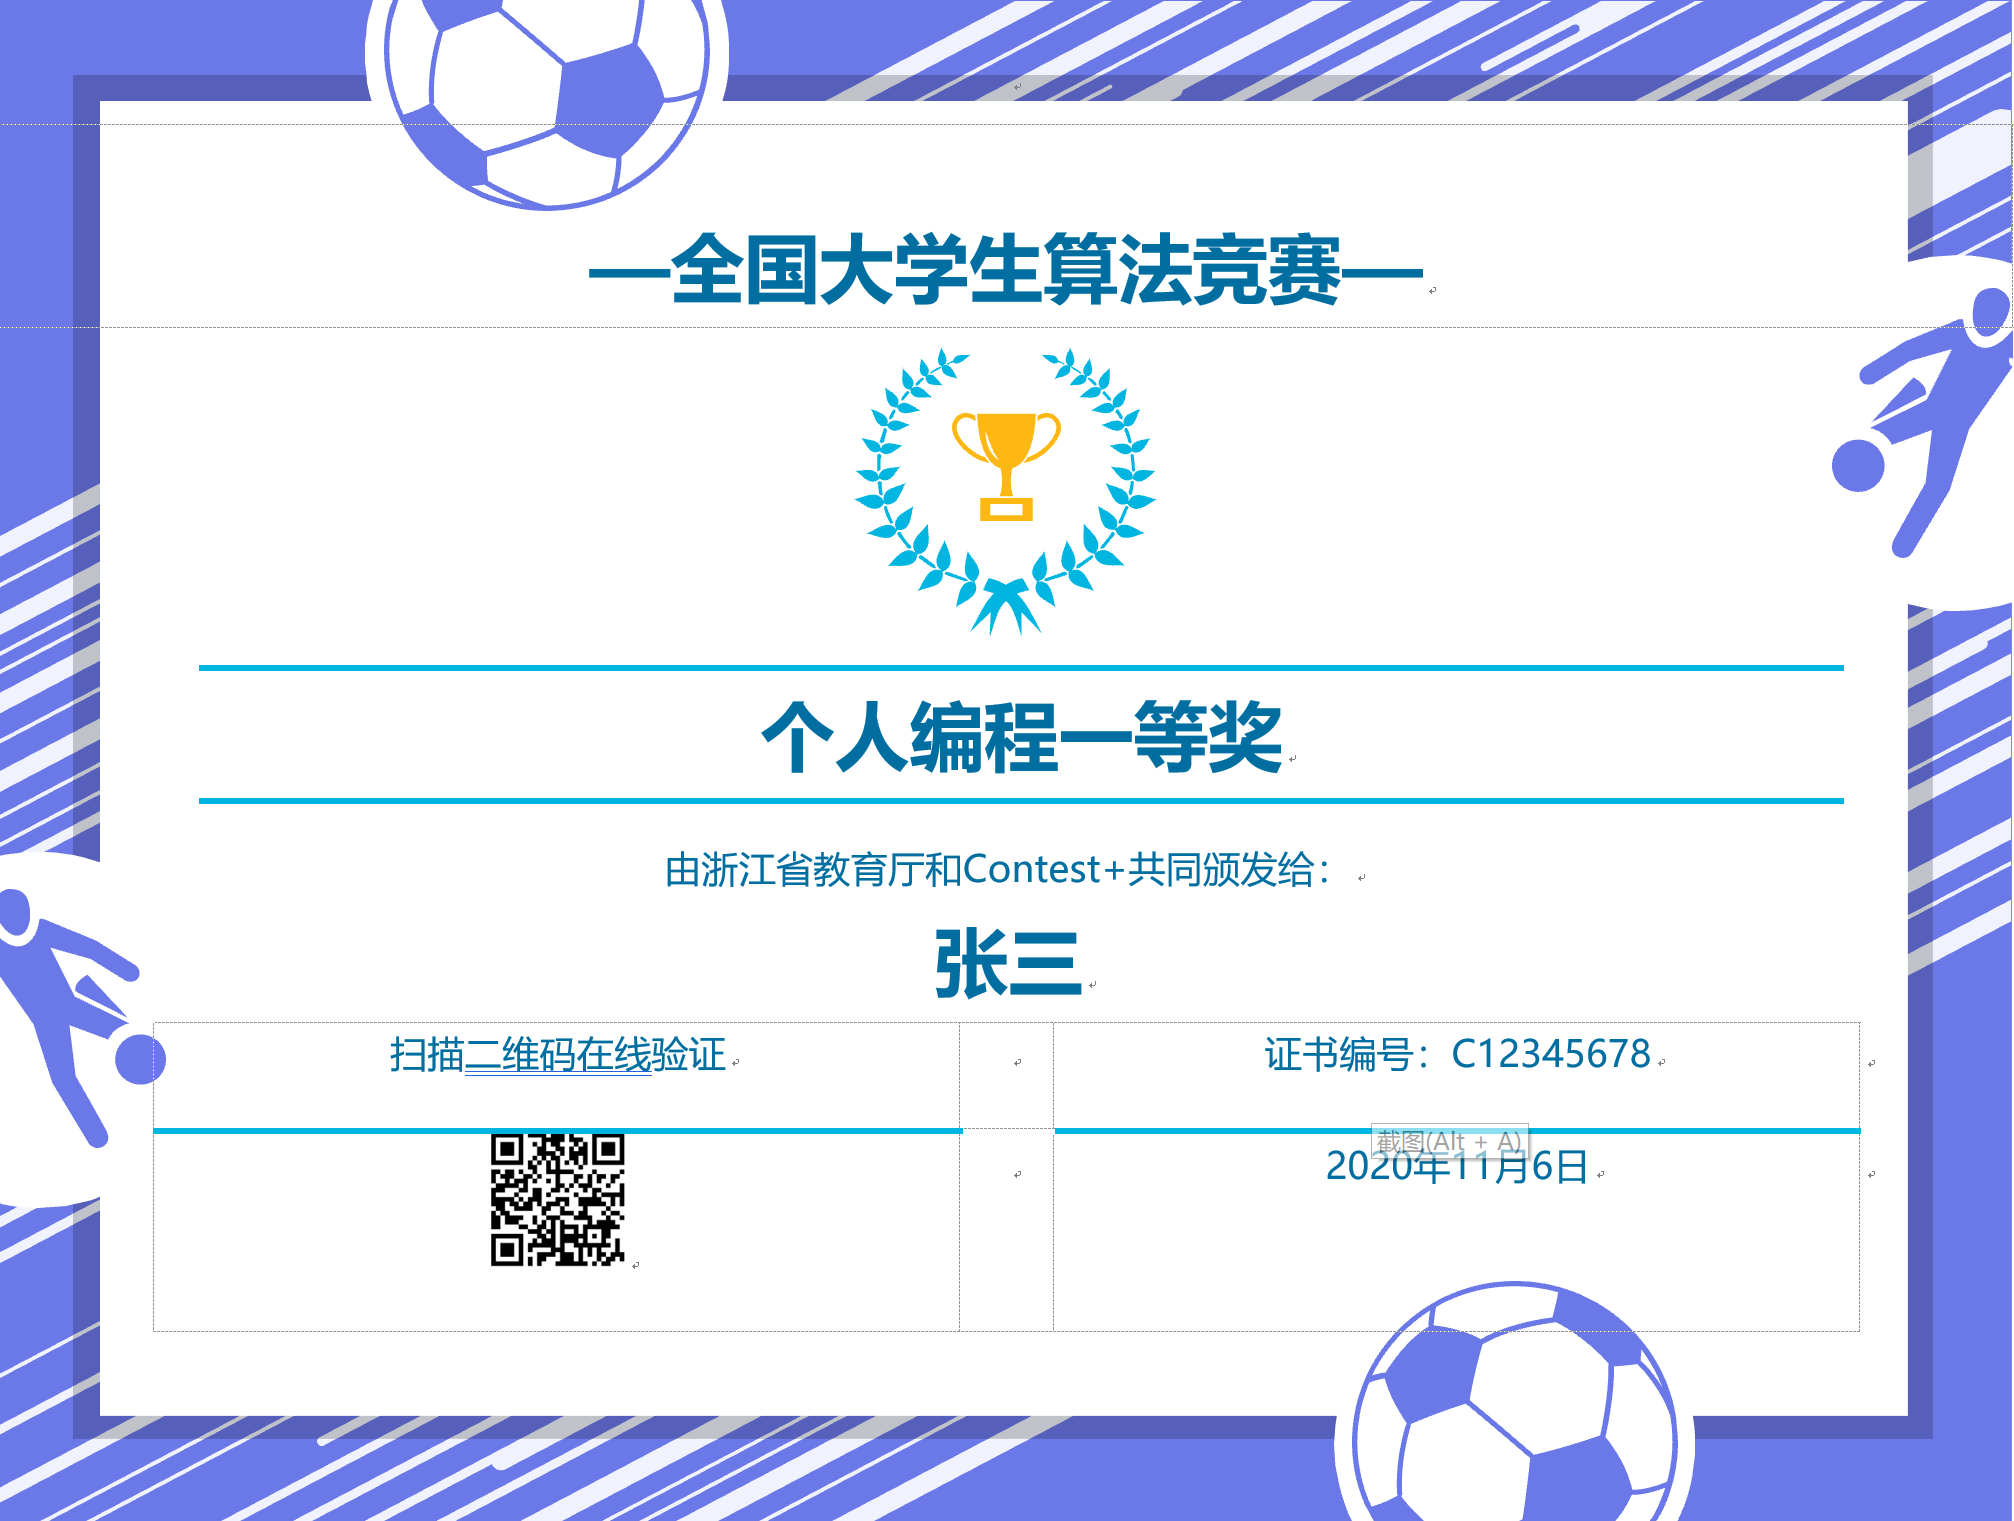 —全国大学生算法竞赛—
个人编程一等奖
由浙江省教育厅和Contest+共同颁发给：
张三
扫描二维码在线验证
证书编号：C12345678
截图(Alt + A)
2020年11月6日